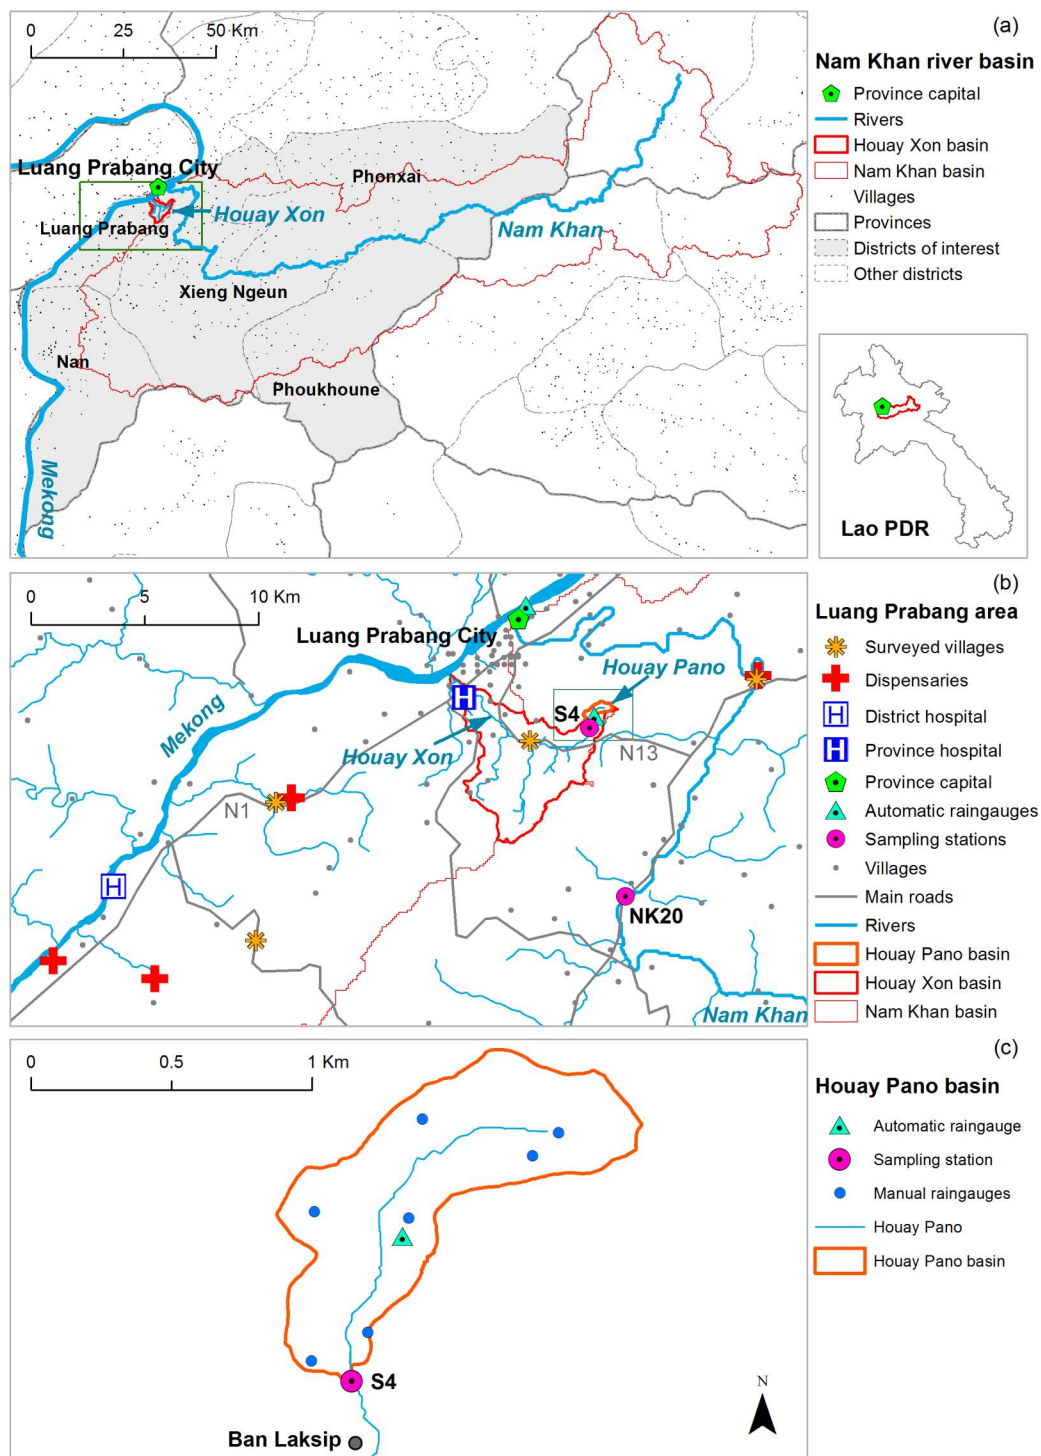 0 25 50 Km
Luang Prabang City
Phonxai
Houay Xon
Luang Prabang
Nam Khan
Xieng Ngeun
Nan
Phoukhoune
Mekong
(a)
Nam Khan river basin
Province capital
Rivers
Houay Xon basin
Nam Khan basin
Villages
Provinces
Districts of interest
Other districts
Lao PDR
0 5 10 Km
Luang Prabang City
Houay Pano
S4
Mekong
Houay Xon
N13
N1
H
H
NK20
Nam Khan
(b)
Luang Prabang area
Surveyed villages
Dispensaries
H District hospital
H Province hospital
Province capital
Automatic raingauges
Sampling stations
Villages
Main roads
Rivers
Houay Pano basin
Houay Xon basin
Nam Khan basin
0 0.5 1 Km
S4
Ban Laksip
N
(c)
Houay Pano basin
Automatic raingauge
Sampling station
Manual raingauges
Houay Pano
Houay Pano basin